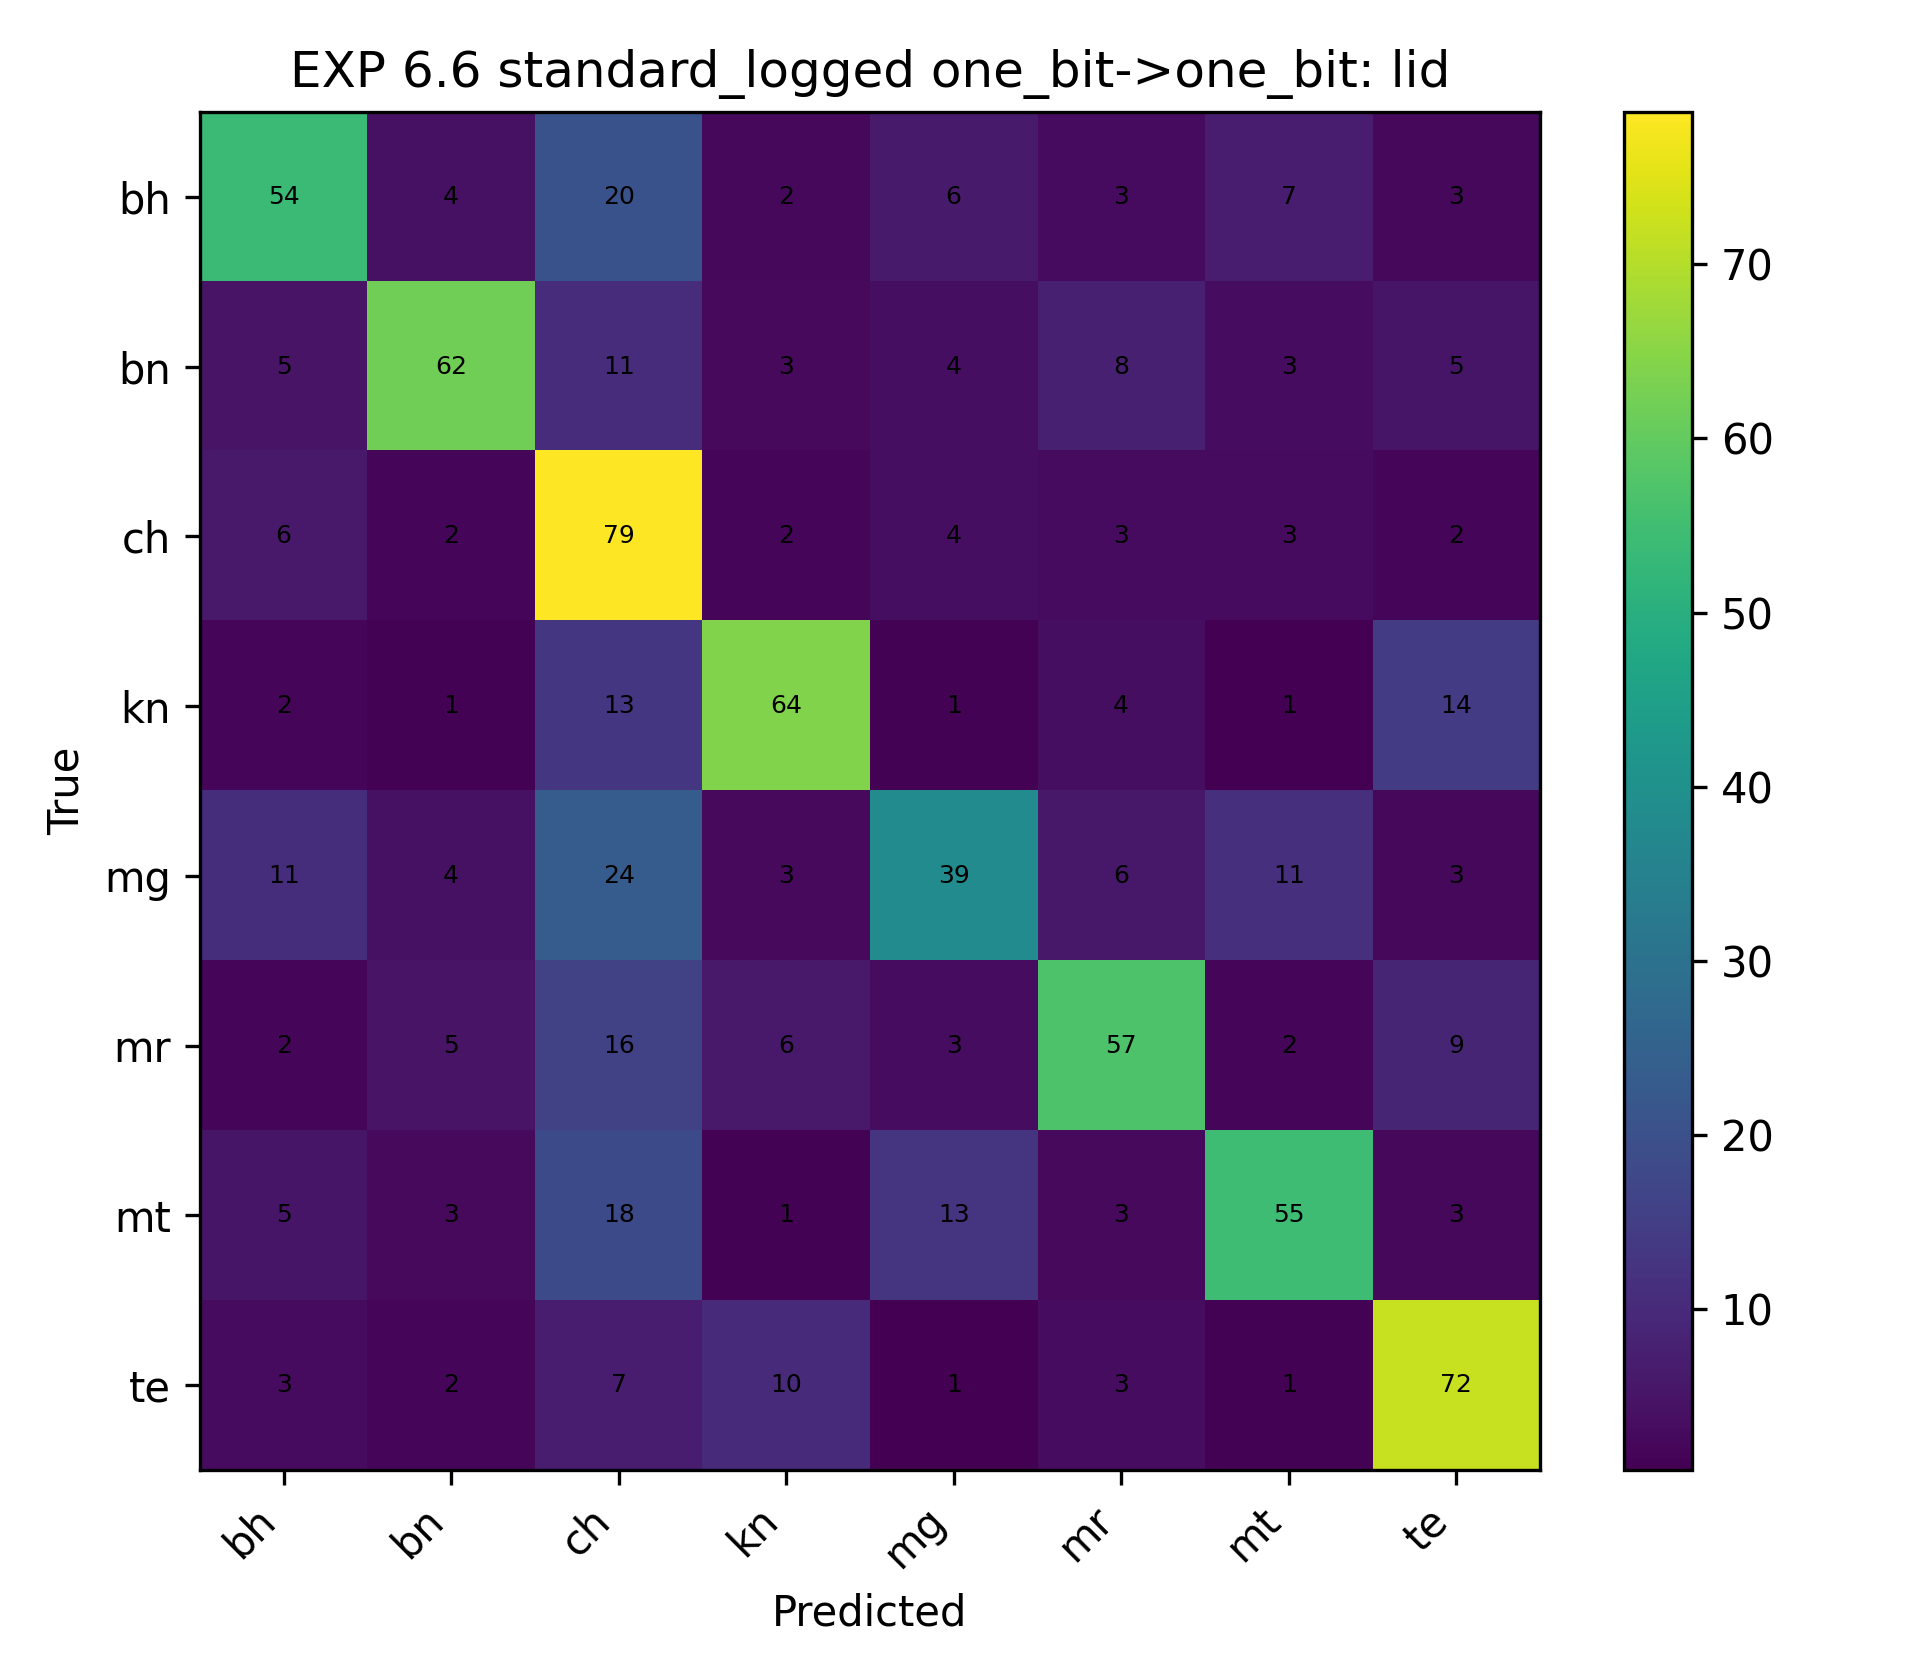 EXP 6.6 standard_logged one_bit->one_bit: lid
bh 54 4 20 2 6 3 7 3
bn 5 62 11 3 4 8 3 5
ch 6 2 79 2 4 3 3 2
kn 2 1 13 64 1 4 1 14
mg 11 4 24 3 39 6 11 3
mr 2 5 16 6 3 57 2 9
mt 5 3 18 1 13 3 55 3
te 3 2 7 10 1 3 1 72
bh bn ch kn mg mr mt te
Predicted
True
70
60
50
40
30
20
10